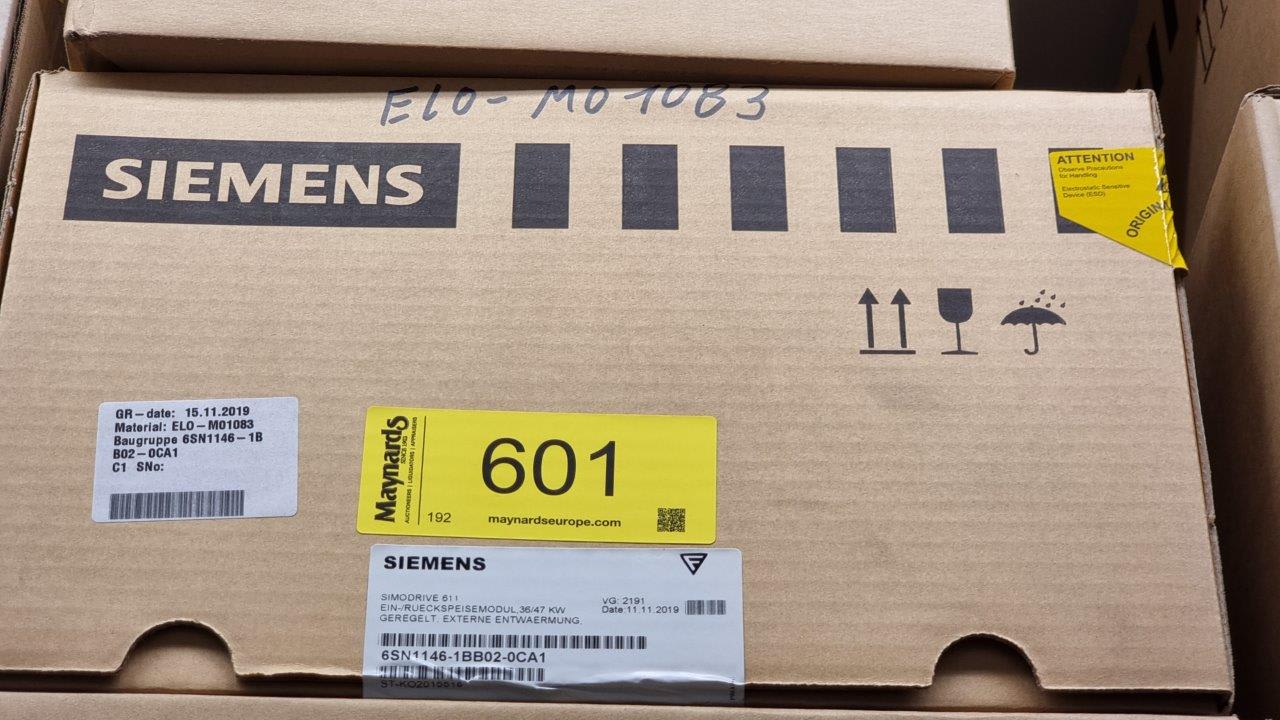 ELO- M01083
SIEMENS
ATTENTION
Observe Precautions
for Handling
Electrostatic Sensitive
Device (ESD)
GR-date: 15.11.2019
Material: ELO-M01083
Baugruppe 6SN1146-1B
B02-0CA1
C1 SNo:
Maynards
SINCE 1902
AUCTIONEERS | LIQUIDATORS | APPRAISERS
601
192
maynardseurope.com
SIEMENS
SIMODRIVE 611
EIN-/RUECKSPEISEMODUL,36/47 KW
GEREGELT. EXTERNE ENTWAERMUNG.
VG: 2191
Date:11.11.2019
6SN1146-1BB02-0CA1